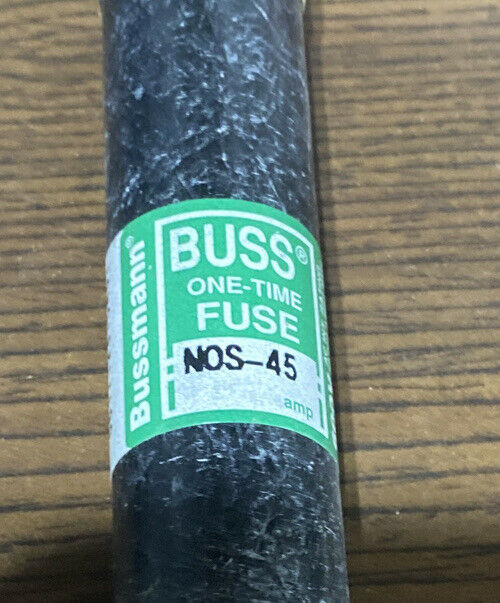 Bussmann®
BUSS®
ONE-TIME
FUSE
NOS-45
amp